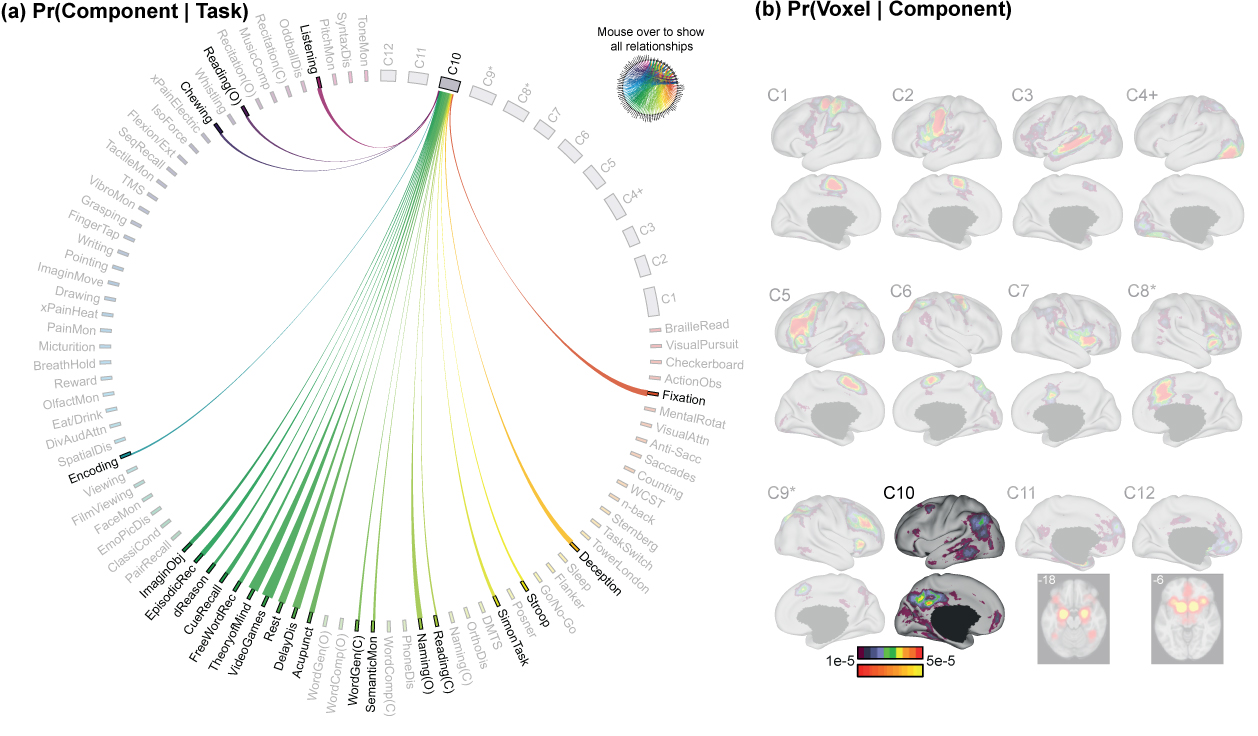 (a) Pr(Component | Task)
(b) Pr(Voxel | Component)
Mouse over to show
all relationships
C12
C11
C10
C9*
C8*
C7
C6
C5
C4+
C3
C2
C1
BrailleRead
VisualPursuit
Checkerboard
ActionObs
Fixation
MentalRotat
VisualAttn
Anti-Sacc
Saccades
Counting
WCST
n-back
Sternberg
TaskSwitch
TowerLondon
Deception
Sleep
Flanker
Go/No-Go
Stroop
Posner
SimonTask
DMTS
OrthoDis
Naming(C)
Reading(C)
Naming(O)
PhoneDis
WordComp(C)
SemanticMon
WordGen(C)
WordComp(O)
WordGen(O)
Acupunct
DelayDis
Rest
VideoGames
TheoryofMind
FreeWordRec
CueRecall
dReason
EpisodicRec
ImaginObj
PairRecall
ClassiCond
EmoPicDis
FaceMon
FilmViewing
Viewing
Encoding
SpatialDis
DivAudAttn
Eat/Drink
OlfactMon
Reward
BreathHold
Micturition
PainMon
xPainHeat
Drawing
ImaginMove
Pointing
Writing
FingerTap
Grasping
VibroMon
TMS
TactileMon
SeqRecall
Flexion/Ext
IsoForce
xPainElectric
Chewing
Whistling
Reading(O)
Recitation(O)
MusicComp
Recitation(C)
OddballDis
Listening
PitchMon
SyntaxDis
ToneMon
C1 C2 C3 C4+
C5 C6 C7 C8*
C9* C10 C11 C12
-18 -6
1e-5 5e-5